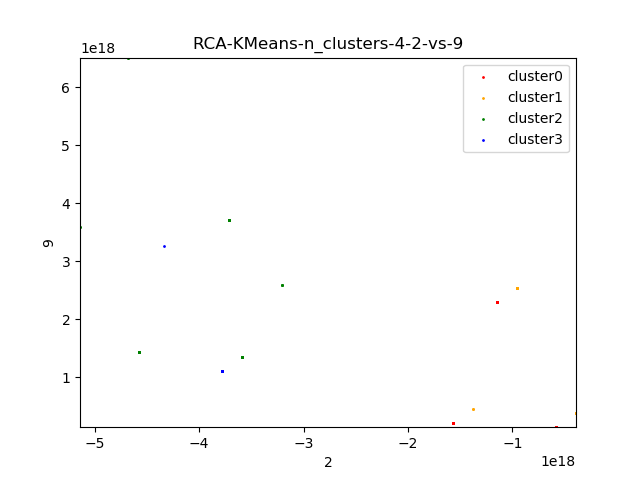 RCA-KMeans-n_clusters-4-2-vs-9
1e18
cluster0
cluster1
cluster2
cluster3
6
5
4
3
2
1
9
−5
−4
−3
−2
−1
2
1e18